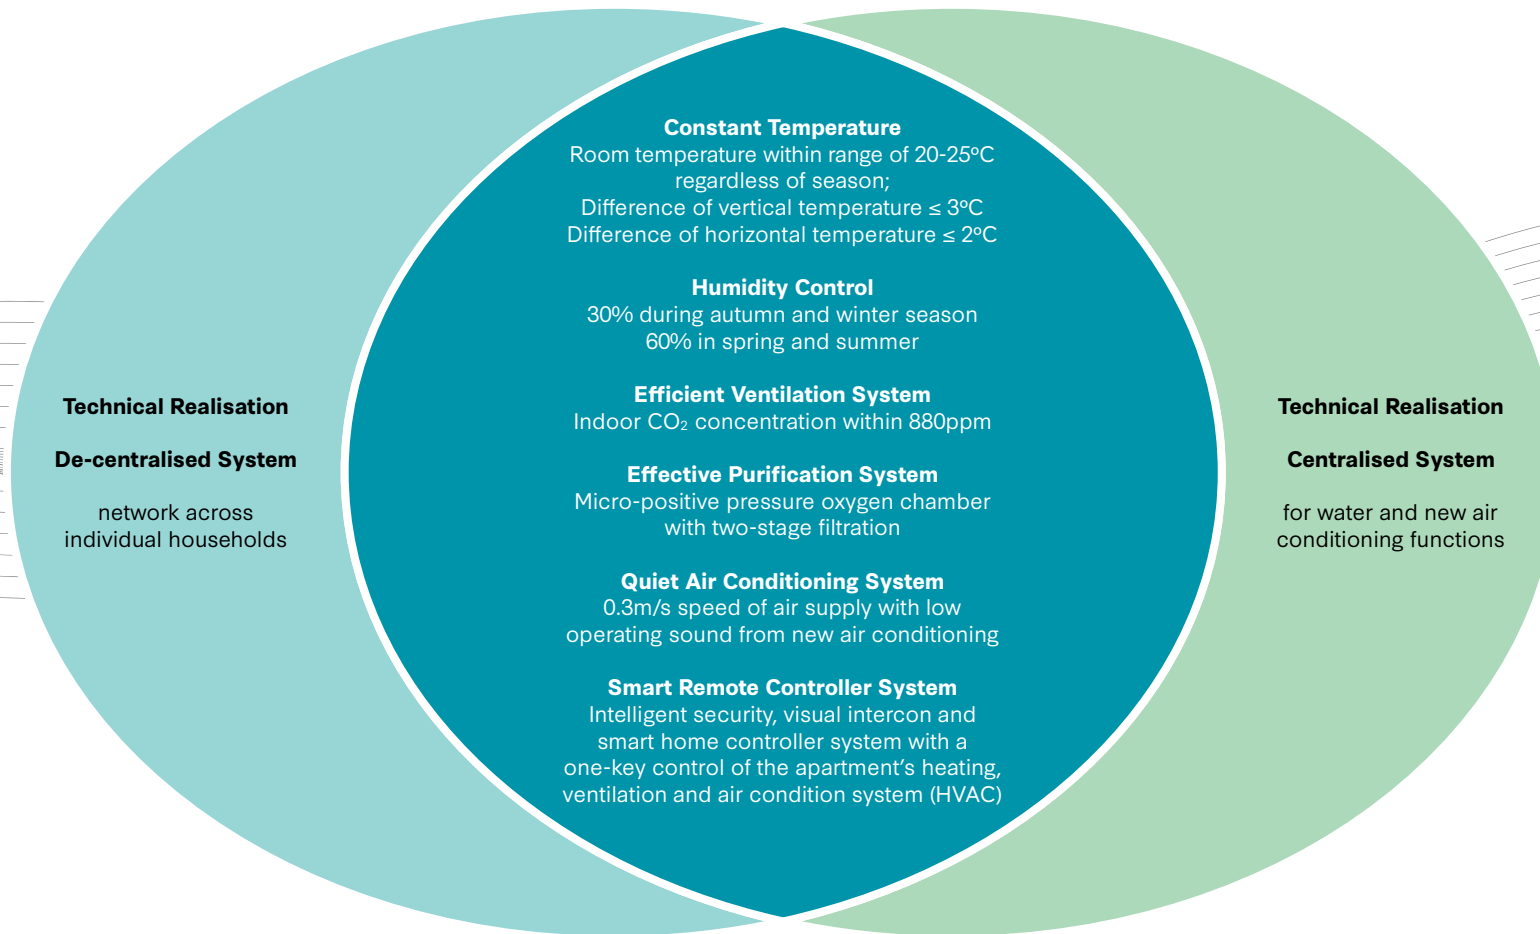 Technical Realisation
De-centralised System
network across
individual households
Constant Temperature
Room temperature within range of 20-25ºC
regardless of season;
Difference of vertical temperature ≤ 3ºC
Difference of horizontal temperature ≤ 2ºC
Humidity Control
30% during autumn and winter season
60% in spring and summer
Efficient Ventilation System
Indoor CO₂ concentration within 880ppm
Effective Purification System
Micro-positive pressure oxygen chamber
with two-stage filtration
Quiet Air Conditioning System
0.3m/s speed of air supply with low
operating sound from new air conditioning
Smart Remote Controller System
Intelligent security, visual intercon and
smart home controller system with a
one-key control of the apartment’s heating,
ventilation and air condition system (HVAC)
Technical Realisation
Centralised System
for water and new air
conditioning functions